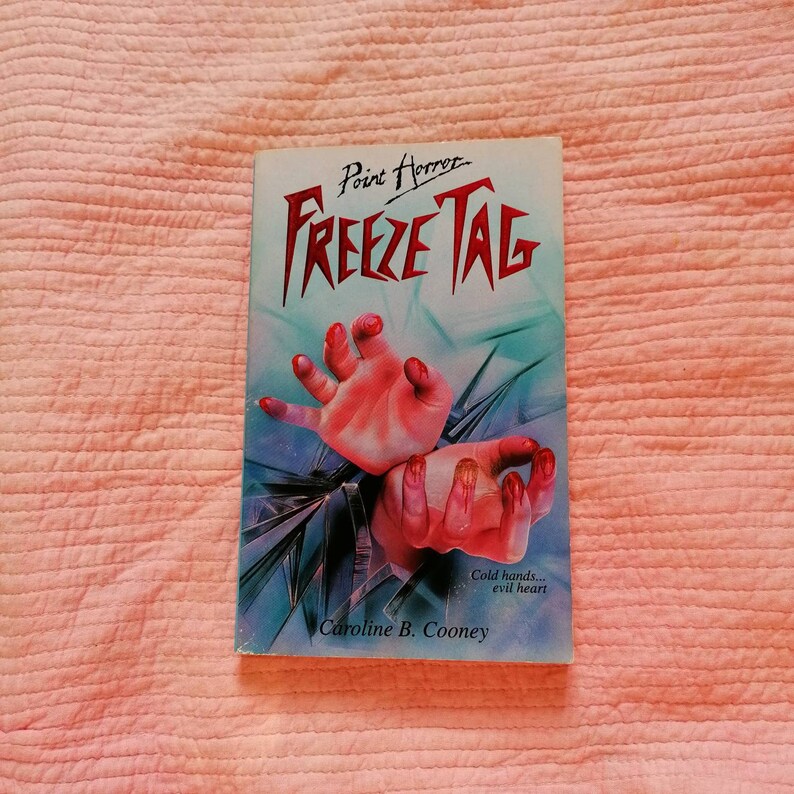 Point Horror
FREEZE TAG
Cold hands...
evil heart
Caroline B. Cooney